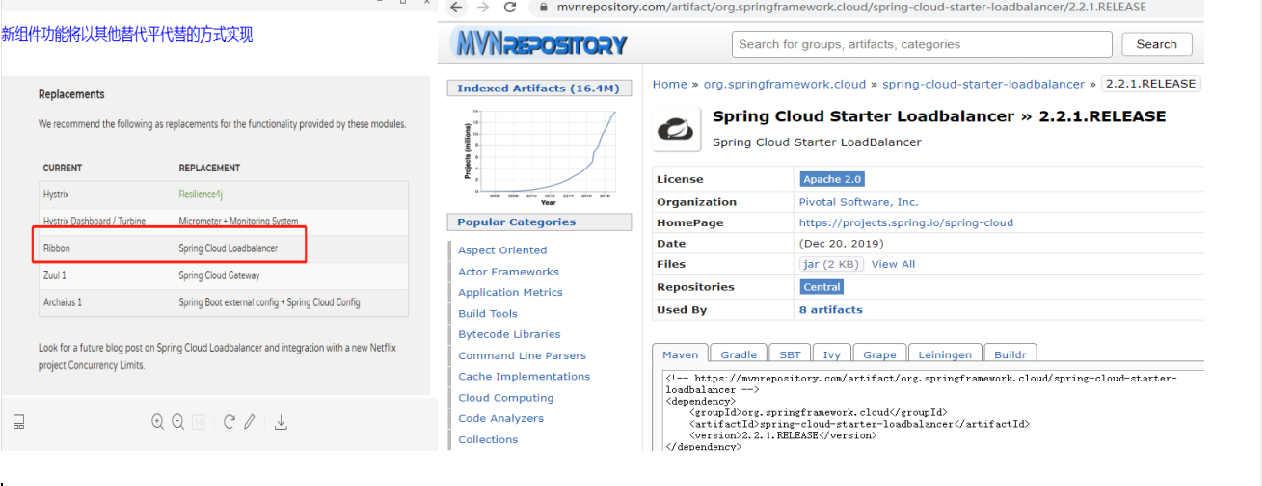 新组件功能将以其他替代平代替的方式实现
Replacements
We recommend the following as replacements for the functionality provided by these modules.
CURRENT REPLACEMENT
Hystrix Resilience4j
Hystrix Dashboard / Turbine Micrometer + Monitoring System
Ribbon Spring Cloud Loadbalancer
Zuul 1 Spring Cloud Gateway
Archaius 1 Spring Boot external config + Spring Cloud Config
Look for a future blog post on Spring Cloud Loadbalancer and integration with a new Netflix
project Concurrency Limits.
mvnrepository.com/artifact/org.springframework.cloud/spring-cloud-starter-loadbalancer/2.2.1.RELEASE
MVNREPOSITORY
Search for groups, artifacts, categories
Search
Indexed Artifacts (16.4M)
Projects (millions)
Year
Popular Categories
Aspect Oriented
Actor Frameworks
Application Metrics
Build Tools
Bytecode Libraries
Command Line Parsers
Cache Implementations
Cloud Computing
Code Analyzers
Collections
Home » org.springframework.cloud » spring-cloud-starter-loadbalancer » 2.2.1.RELEASE
Spring Cloud Starter Loadbalancer » 2.2.1.RELEASE
Spring Cloud Starter LoadBalancer
License Apache 2.0
Organization Pivotal Software, Inc.
HomePage https://projects.spring.io/spring-cloud
Date (Dec 20, 2019)
Files jar (2 KB) View All
Repositories Central
Used By 8 artifacts
Maven Gradle SBT Ivy Grape Leiningen Buildr
<!-- https://mvnrepository.com/artifact/org.springframework.cloud/spring-cloud-starter-
loadbalancer -->
<dependency>
<groupId>org.springframework.cloud</groupId>
<artifactId>spring-cloud-starter-loadbalancer</artifactId>
<version>2.2.1.RELEASE</version>
</dependency>